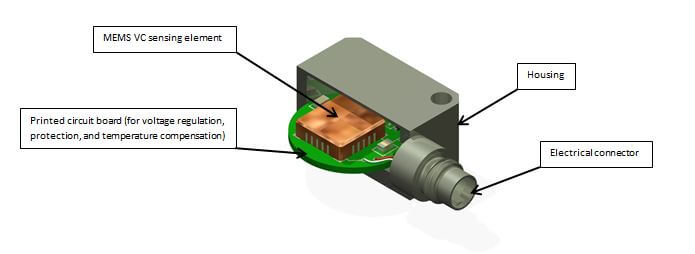 MEMS VC sensing element
Housing
Printed circuit board (for voltage regulation,
protection, and temperature compensation)
Electrical connector